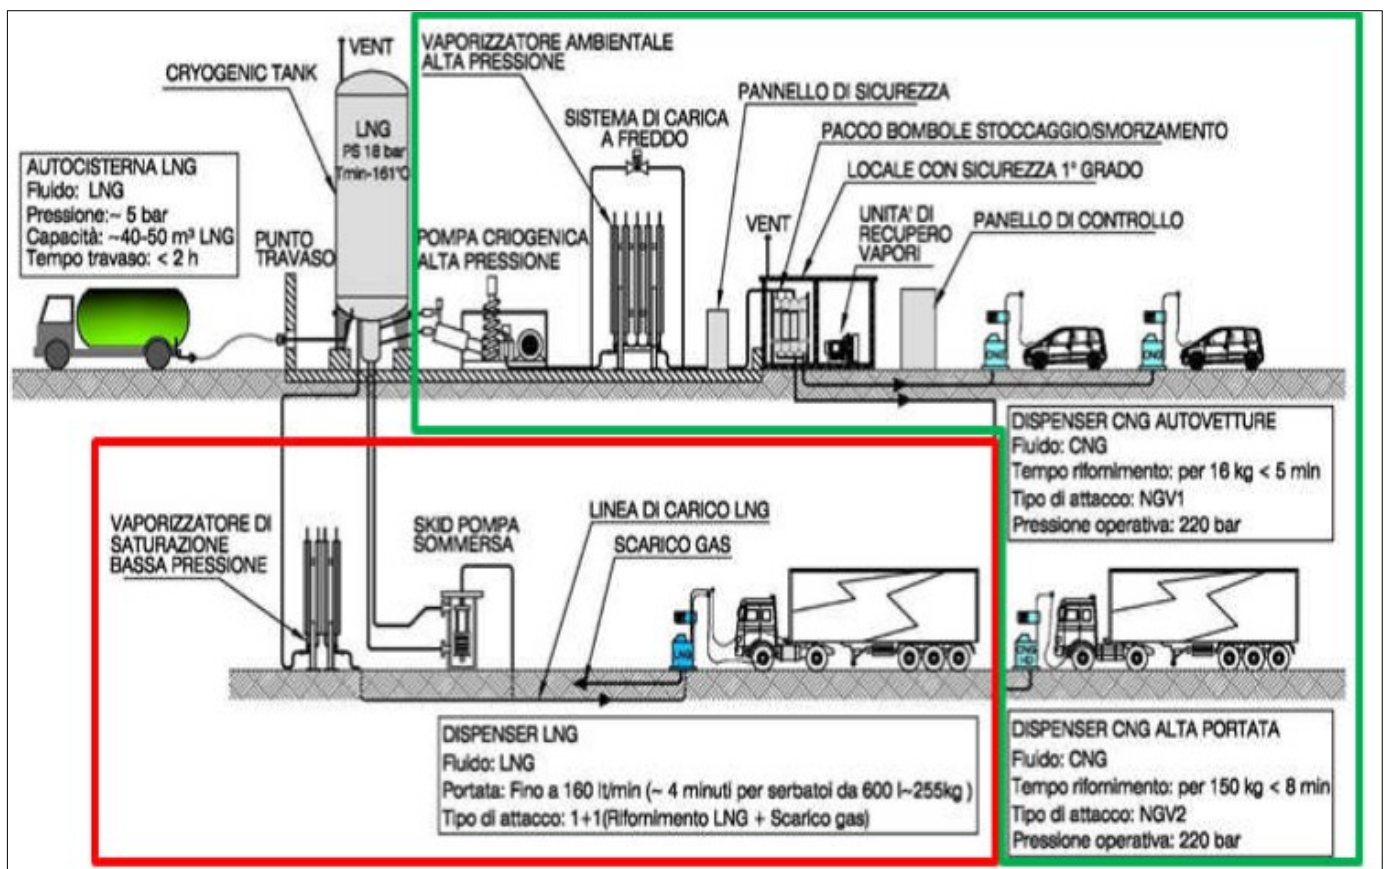 VENT
CRYOGENIC TANK
LNG
PS 18 bar
Tmin-161°C
AUTOCISTERNA LNG
Fluido: LNG
Pressione:~ 5 bar
Capacità: ~40-50 m³ LNG
Tempo travaso: < 2 h
PUNTO
TRAVASO
VAPORIZZATORE AMBIENTALE
ALTA PRESSIONE
SISTEMA DI CARICA
A FREDDO
POMPA CRIOGENICA
ALTA PRESSIONE
PANNELLO DI SICUREZZA
PACCO BOMBOLE STOCCAGGIO/SMORZAMENTO
LOCALE CON SICUREZZA 1° GRADO
VENT
UNITA' DI
RECUPERO
VAPORI
PANELLO DI CONTROLLO
CNG
CNG
DISPENSER CNG AUTOVETTURE
Fluido: CNG
Tempo rifornimento: per 16 kg < 5 min
Tipo di attacco: NGV1
Pressione operativa: 220 bar
VAPORIZZATORE DI
SATURAZIONE
BASSA PRESSIONE
SKID POMPA
SOMMERSA
LINEA DI CARICO LNG
SCARICO GAS
LNG
CNG
HD
DISPENSER LNG
Fluido: LNG
Portata: Fino a 160 lt/min (~ 4 minuti per serbatoi da 600 l~255kg )
Tipo di attacco: 1+1(Rifornimento LNG + Scarico gas)
DISPENSER CNG ALTA PORTATA
Fluido: CNG
Tempo rifornimento: per 150 kg < 8 min
Tipo di attacco: NGV2
Pressione operativa: 220 bar